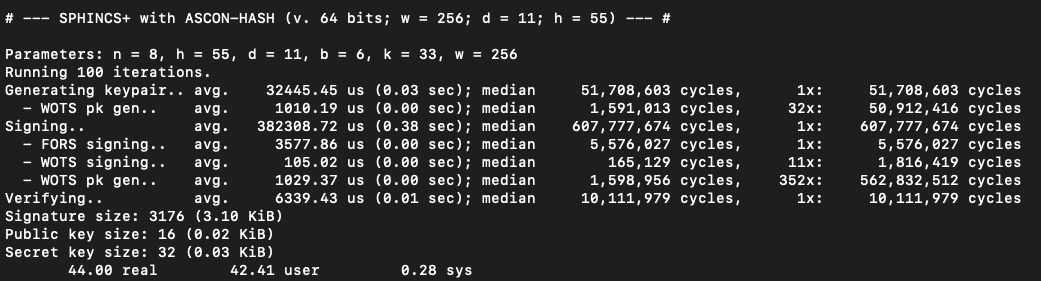 # --- SPHINCS+ with ASCON-HASH (v. 64 bits; w = 256; d = 11; h = 55) --- #
Parameters: n = 8, h = 55, d = 11, b = 6, k = 33, w = 256
Running 100 iterations.
Generating keypair.. avg. 32445.45 us (0.03 sec); median 51,708,603 cycles, 1x: 51,708,603 cycles
- WOTS pk gen.. avg. 1010.19 us (0.00 sec); median 1,591,013 cycles, 32x: 50,912,416 cycles
Signing.. avg. 382308.72 us (0.38 sec); median 607,777,674 cycles, 1x: 607,777,674 cycles
- FORS signing.. avg. 3577.86 us (0.00 sec); median 5,576,027 cycles, 1x: 5,576,027 cycles
- WOTS signing.. avg. 105.02 us (0.00 sec); median 165,129 cycles, 11x: 1,816,419 cycles
- WOTS pk gen.. avg. 1029.37 us (0.00 sec); median 1,598,956 cycles, 352x: 562,832,512 cycles
Verifying.. avg. 6339.43 us (0.01 sec); median 10,111,979 cycles, 1x: 10,111,979 cycles
Signature size: 3176 (3.10 KiB)
Public key size: 16 (0.02 KiB)
Secret key size: 32 (0.03 KiB)
44.00 real 42.41 user 0.28 sys